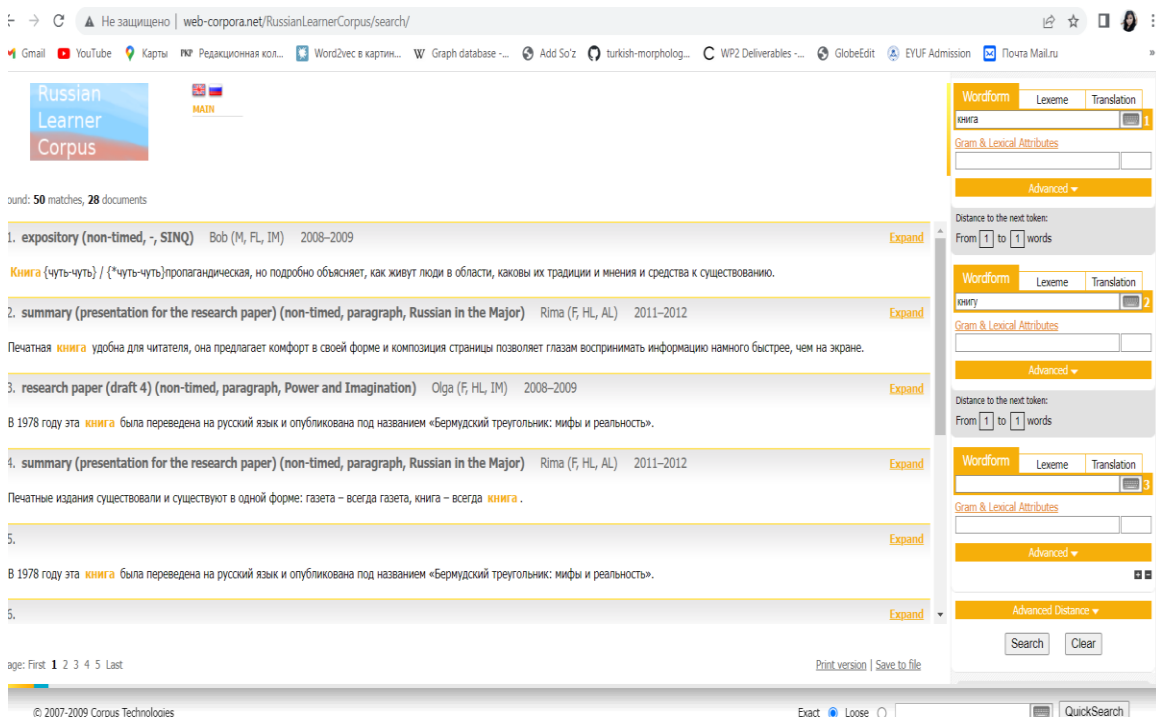 Не защищено | web-corpora.net/RussianLearnerCorpus/search/
Gmail YouTube Карты Редакционная кол... Word2vec в картин... Graph database -... Add So'z turkish-morpholog... WP2 Deliverables -... GlobeEdit EYUF Admission Почта Mail.ru »
Russian
Learner
Corpus
MAIN
ound: 50 matches, 28 documents
1. expository (non-timed, -, SINQ) Bob (M, FL, IM) 2008–2009 Expand
Книга {чуть-чуть} / {*чуть-чуть}пропагандическая, но подробно объясняет, как живут люди в области, каковы их традиции и мнения и средства к существованию.
2. summary (presentation for the research paper) (non-timed, paragraph, Russian in the Major) Rima (F, HL, AL) 2011–2012 Expand
Печатная книга удобна для читателя, она предлагает комфорт в своей форме и композиция страницы позволяет глазам воспринимать информацию намного быстрее, чем на экране.
3. research paper (draft 4) (non-timed, paragraph, Power and Imagination) Olga (F, HL, IM) 2008–2009 Expand
В 1978 году эта книга была переведена на русский язык и опубликована под названием «Бермудский треугольник: мифы и реальность».
4. summary (presentation for the research paper) (non-timed, paragraph, Russian in the Major) Rima (F, HL, AL) 2011–2012 Expand
Печатные издания существовали и существуют в одной форме: газета – всегда газета, книга – всегда книга.
5. Expand
В 1978 году эта книга была переведена на русский язык и опубликована под названием «Бермудский треугольник: мифы и реальность».
6. Expand
age: First 1 2 3 4 5 Last Print version | Save to file
Wordform Lexeme Translation
книга 1
Gram & Lexical Attributes
Advanced
Distance to the next token:
From 1 to 1 words
Wordform Lexeme Translation
книгу 2
Gram & Lexical Attributes
Advanced
Distance to the next token:
From 1 to 1 words
Wordform Lexeme Translation
3
Gram & Lexical Attributes
Advanced
Advanced Distance
Search Clear
© 2007-2009 Corpus Technologies Exact Loose QuickSearch